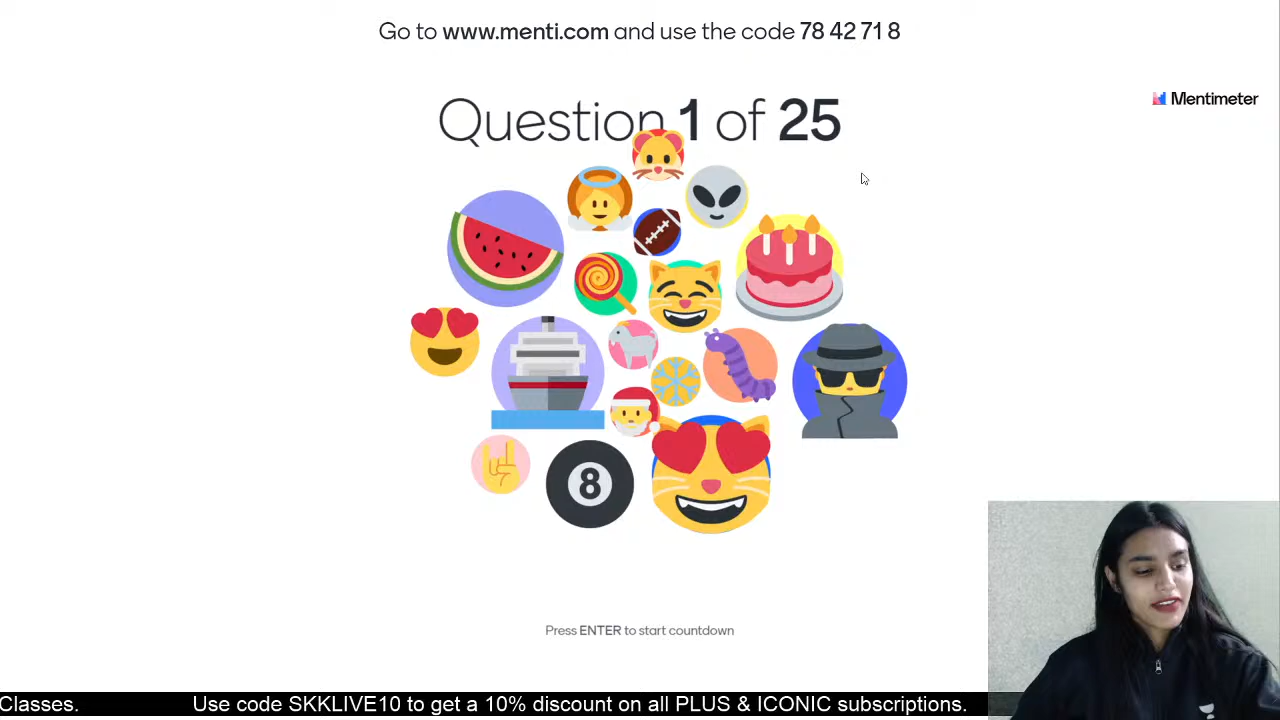 Go to www.menti.com and use the code 78 42 71 8
Mentimeter
Question 1 of 25
8
Press ENTER to start countdown
Classes. Use code SKKLIVE10 to get a 10% discount on all PLUS & ICONIC subscriptions.